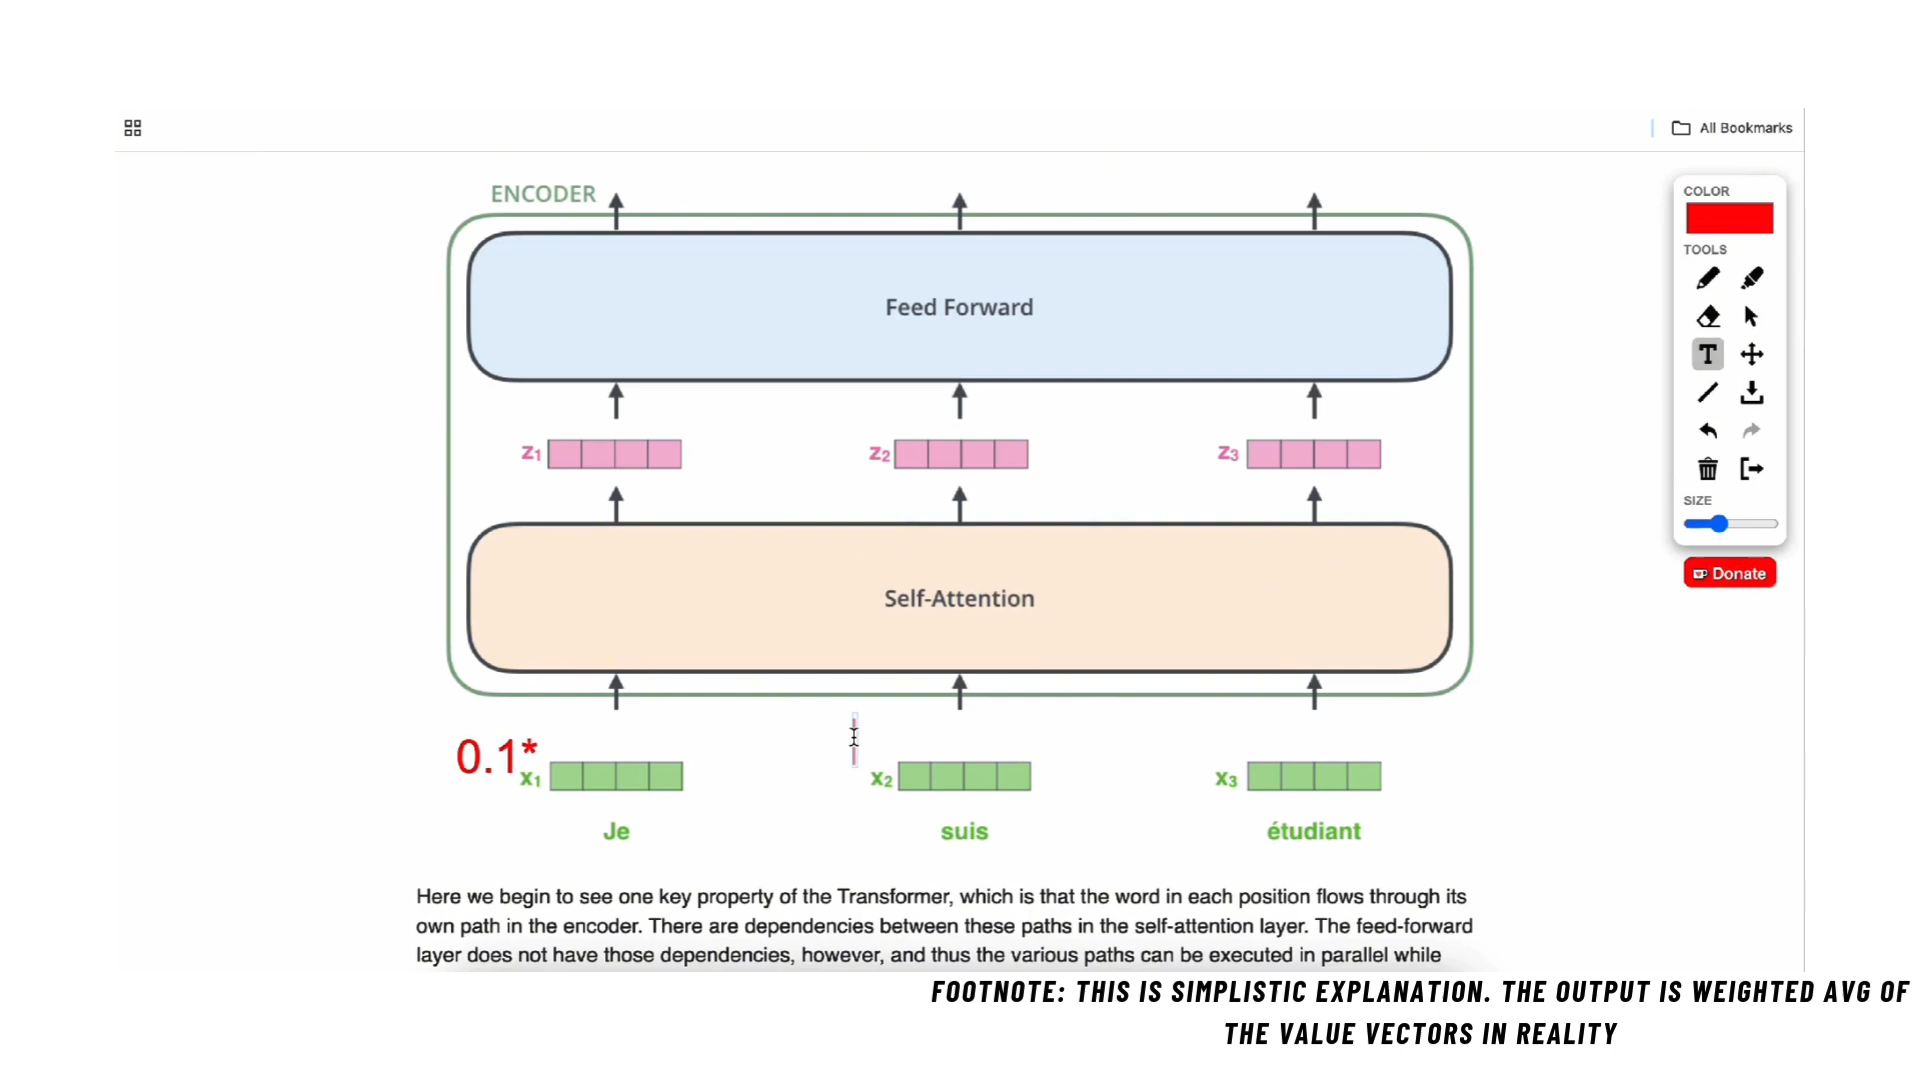 All Bookmarks
ENCODER
COLOR
TOOLS
Feed Forward
z1
z2
z3
SIZE
Donate
Self-Attention
0.1*
x1
x2
x3
Je
suis
étudiant
Here we begin to see one key property of the Transformer, which is that the word in each position flows through its
own path in the encoder. There are dependencies between these paths in the self-attention layer. The feed-forward
layer does not have those dependencies, however, and thus the various paths can be executed in parallel while
FOOTNOTE: THIS IS SIMPLISTIC EXPLANATION. THE OUTPUT IS WEIGHTED AVG OF
THE VALUE VECTORS IN REALITY